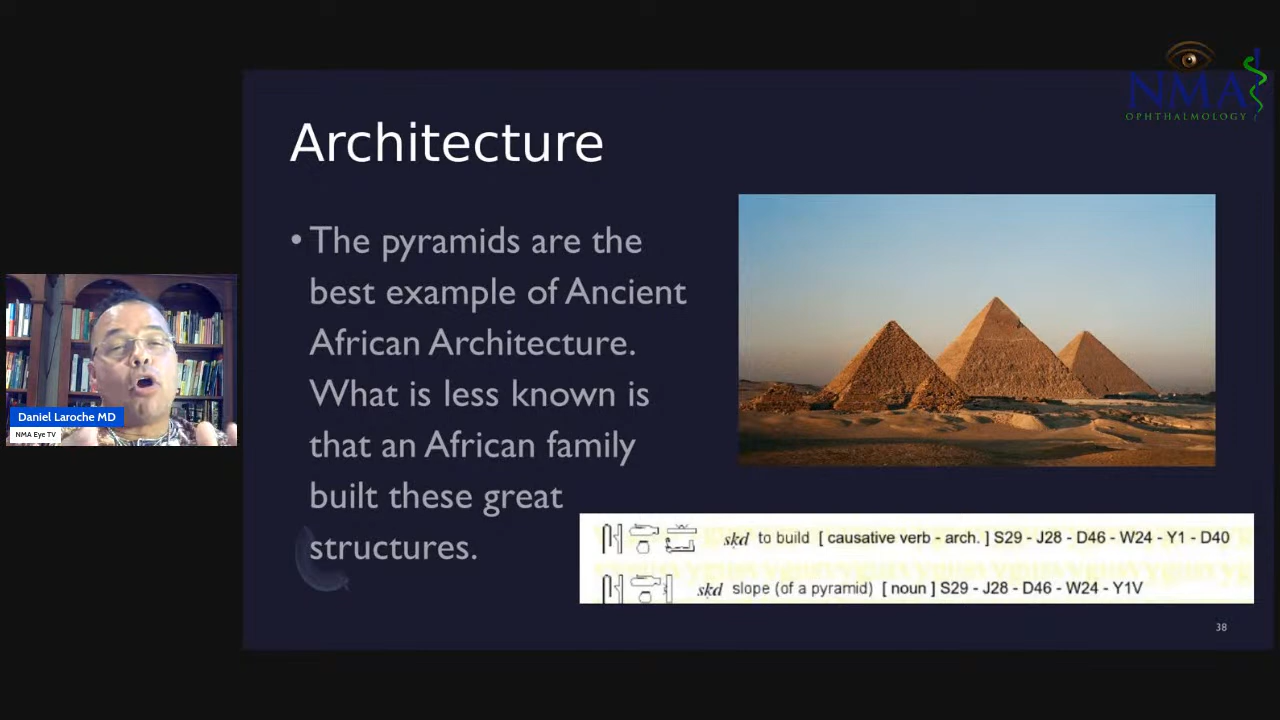 NMA
OPHTHALMOLOGY
Architecture
• The pyramids are the
best example of Ancient
African Architecture.
What is less known is
that an African family
built these great
structures.
sḳd to build [ causative verb - arch. ] S29 - J28 - D46 - W24 - Y1 - D40
sḳd slope (of a pyramid) [ noun ] S29 - J28 - D46 - W24 - Y1V
38
Daniel Laroche MD
NMA Eye TV